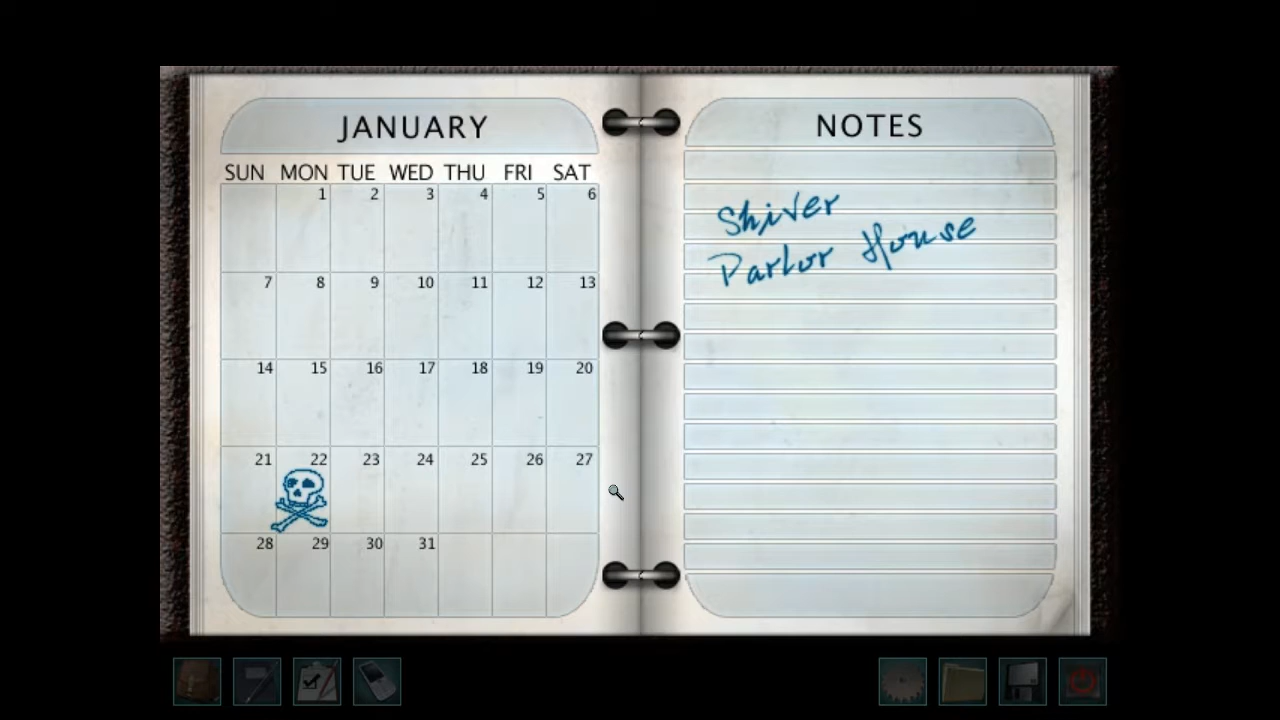 JANUARY
SUN MON TUE WED THU FRI SAT
1 2 3 4 5 6
7 8 9 10 11 12 13
14 15 16 17 18 19 20
21 22 23 24 25 26 27
28 29 30 31
NOTES
Shiver
Parlor House